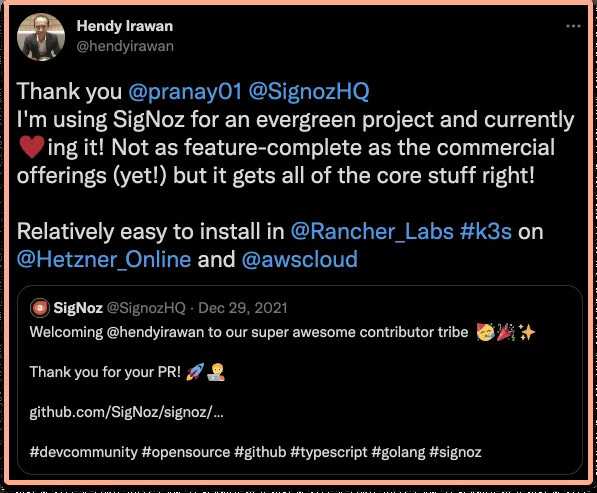 Hendy Irawan
@hendyirawan
Thank you @pranay01 @SignozHQ
I'm using SigNoz for an evergreen project and currently
❤️ing it! Not as feature-complete as the commercial
offerings (yet!) but it gets all of the core stuff right!
Relatively easy to install in @Rancher_Labs #k3s on
@Hetzner_Online and @awscloud
SigNoz @SignozHQ · Dec 29, 2021
Welcoming @hendyirawan to our super awesome contributor tribe 🥳🎉✨
Thank you for your PR! 🚀🧑‍💻
github.com/SigNoz/signoz/…
#devcommunity #opensource #github #typescript #golang #signoz